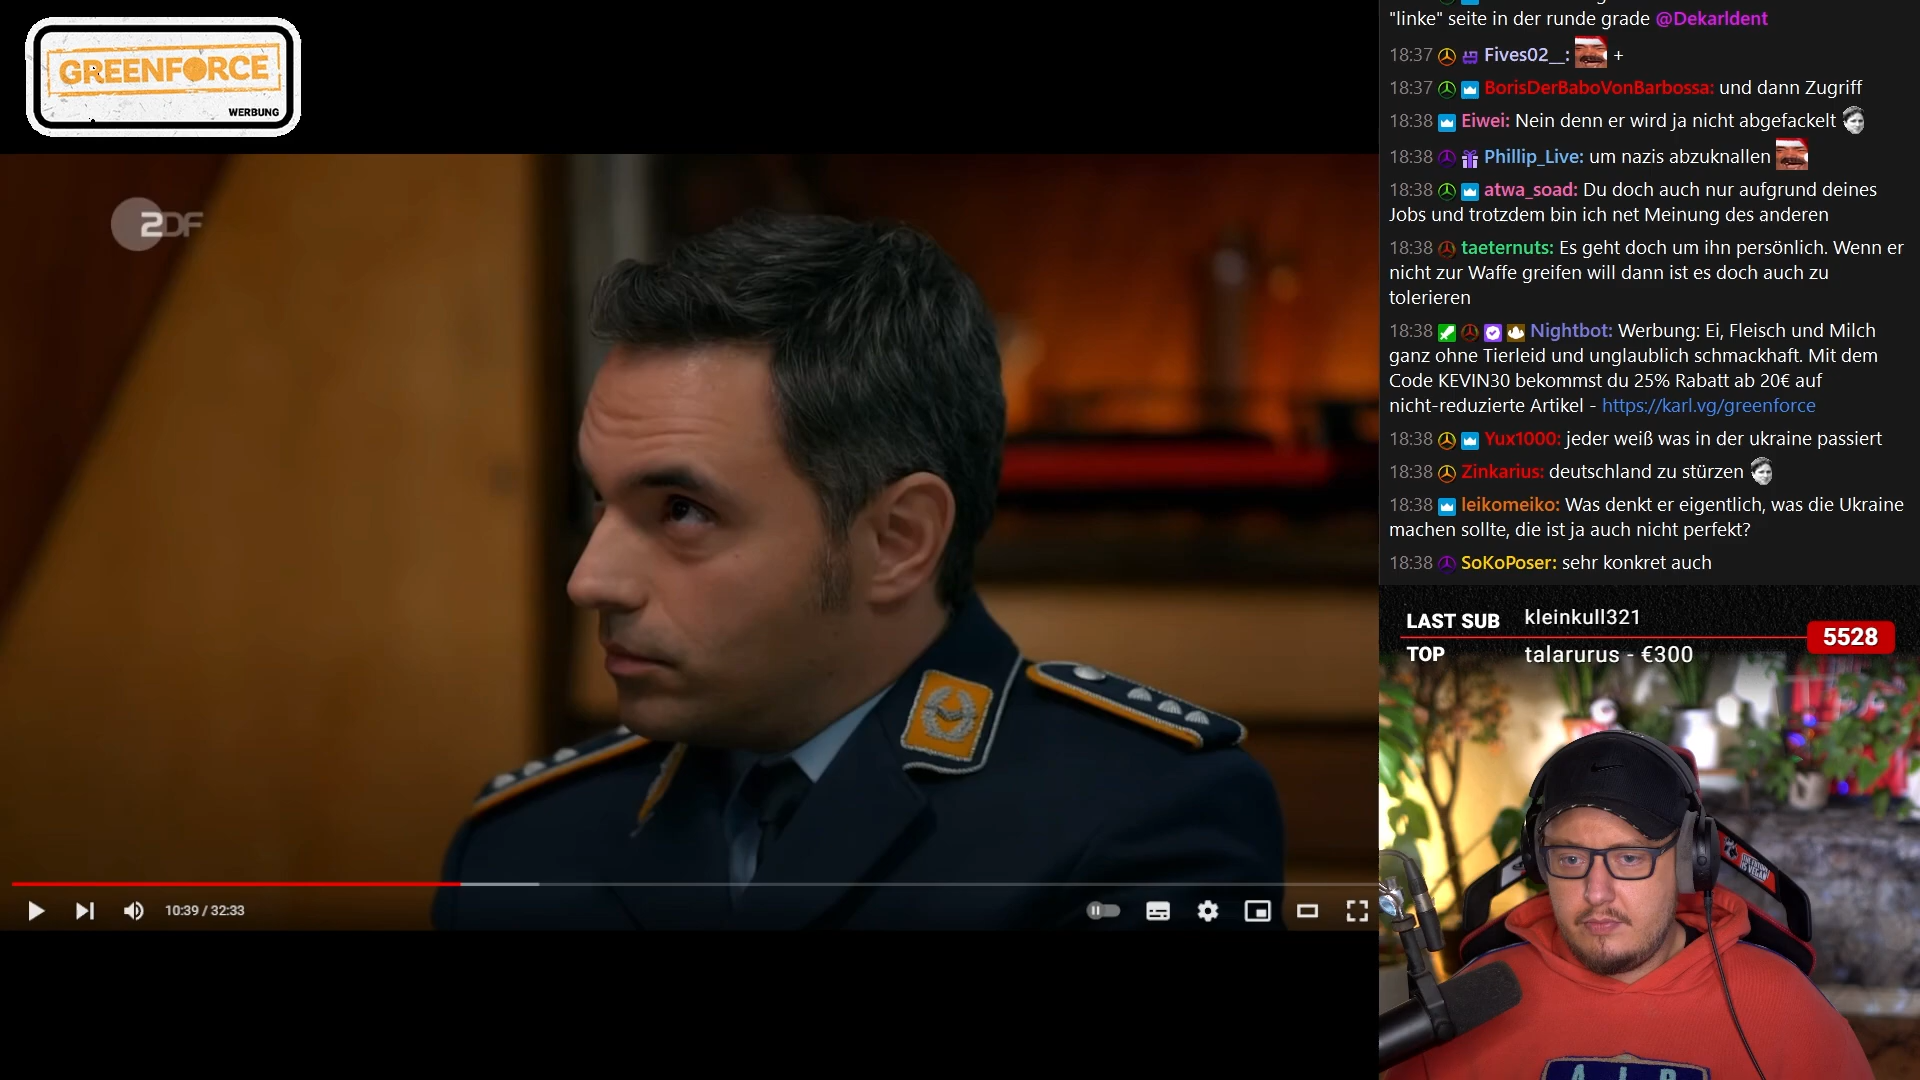 GREENFORCE
WERBUNG
ZDF
10:39 / 32:33
"linke" seite in der runde grade @Dekarldent
18:37 Fives02__: +
18:37 BorisDerBaboVonBarbossa: und dann Zugriff
18:38 Eiwei: Nein denn er wird ja nicht abgefackelt
18:38 Phillip_Live: um nazis abzuknallen
18:38 atwa_soad: Du doch auch nur aufgrund deines
Jobs und trotzdem bin ich net Meinung des anderen
18:38 taeternuts: Es geht doch um ihn persönlich. Wenn er
nicht zur Waffe greifen will dann ist es doch auch zu
tolerieren
18:38 Nightbot: Werbung: Ei, Fleisch und Milch
ganz ohne Tierleid und unglaublich schmackhaft. Mit dem
Code KEVIN30 bekommst du 25% Rabatt ab 20€ auf
nicht-reduzierte Artikel - https://karl.vg/greenforce
18:38 Yux1000: jeder weiß was in der ukraine passiert
18:38 Zinkarius: deutschland zu stürzen
18:38 leikomeiko: Was denkt er eigentlich, was die Ukraine
machen sollte, die ist ja auch nicht perfekt?
18:38 SoKoPoser: sehr konkret auch
LAST SUB kleinkull321
5528
TOP talarurus - €300